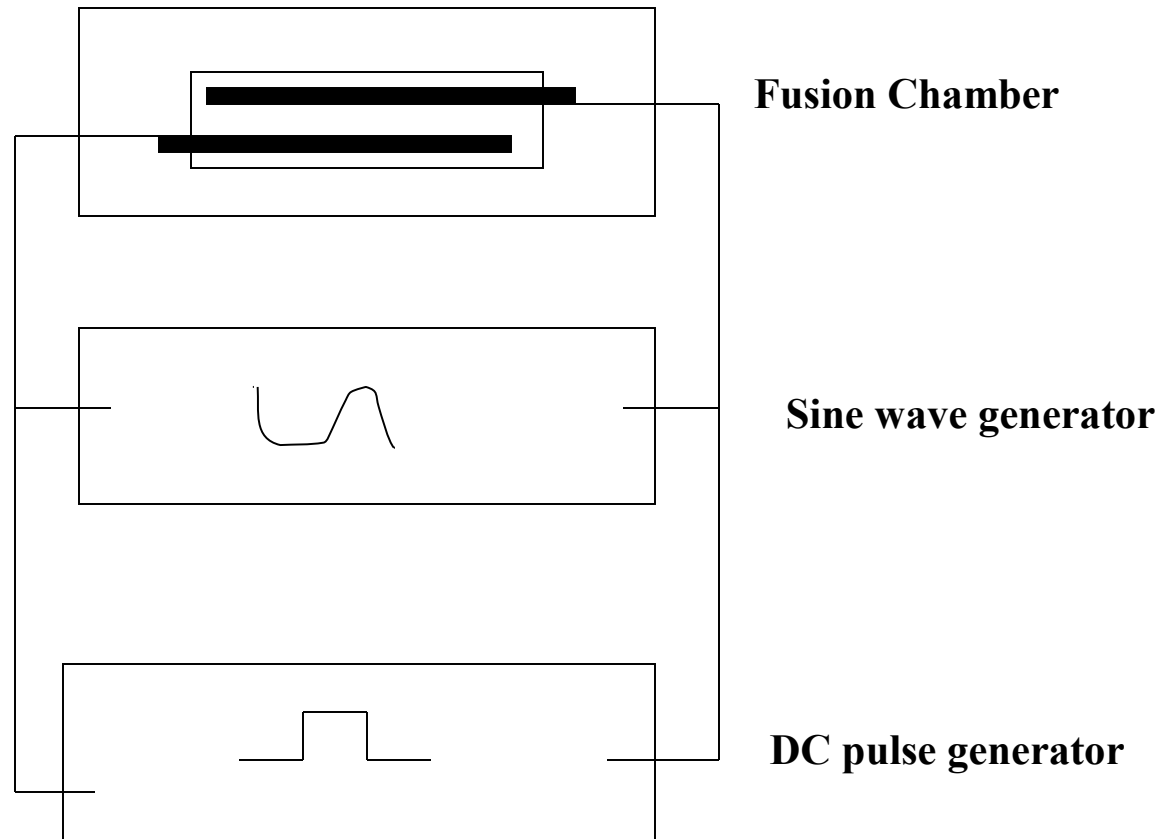 Fusion Chamber
Sine wave generator
DC pulse generator